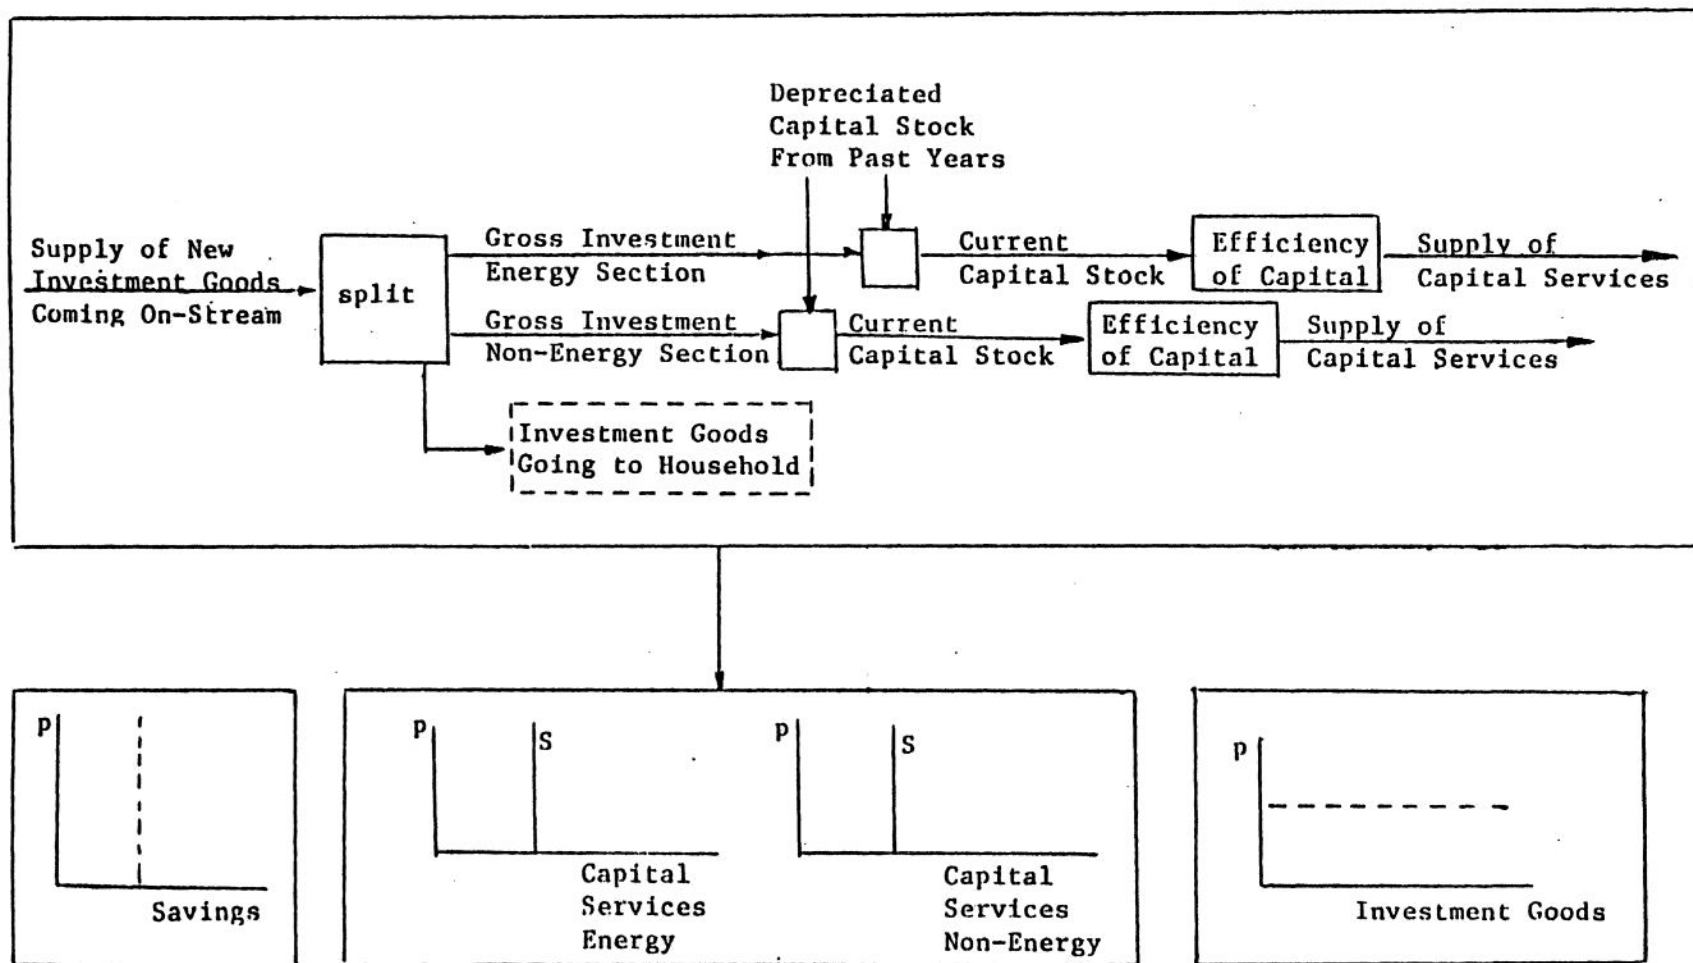 Depreciated
Capital Stock
From Past Years
Supply of New
Investment Goods
Coming On-Stream
split
Gross Investment
Energy Section
Current
Capital Stock
Efficiency
of Capital
Supply of
Capital Services
Gross Investment
Non-Energy Section
Current
Capital Stock
Efficiency
of Capital
Supply of
Capital Services
Investment Goods
Going to Household
p
Savings
p
S
Capital
Services
Energy
p
S
Capital
Services
Non-Energy
p
Investment Goods